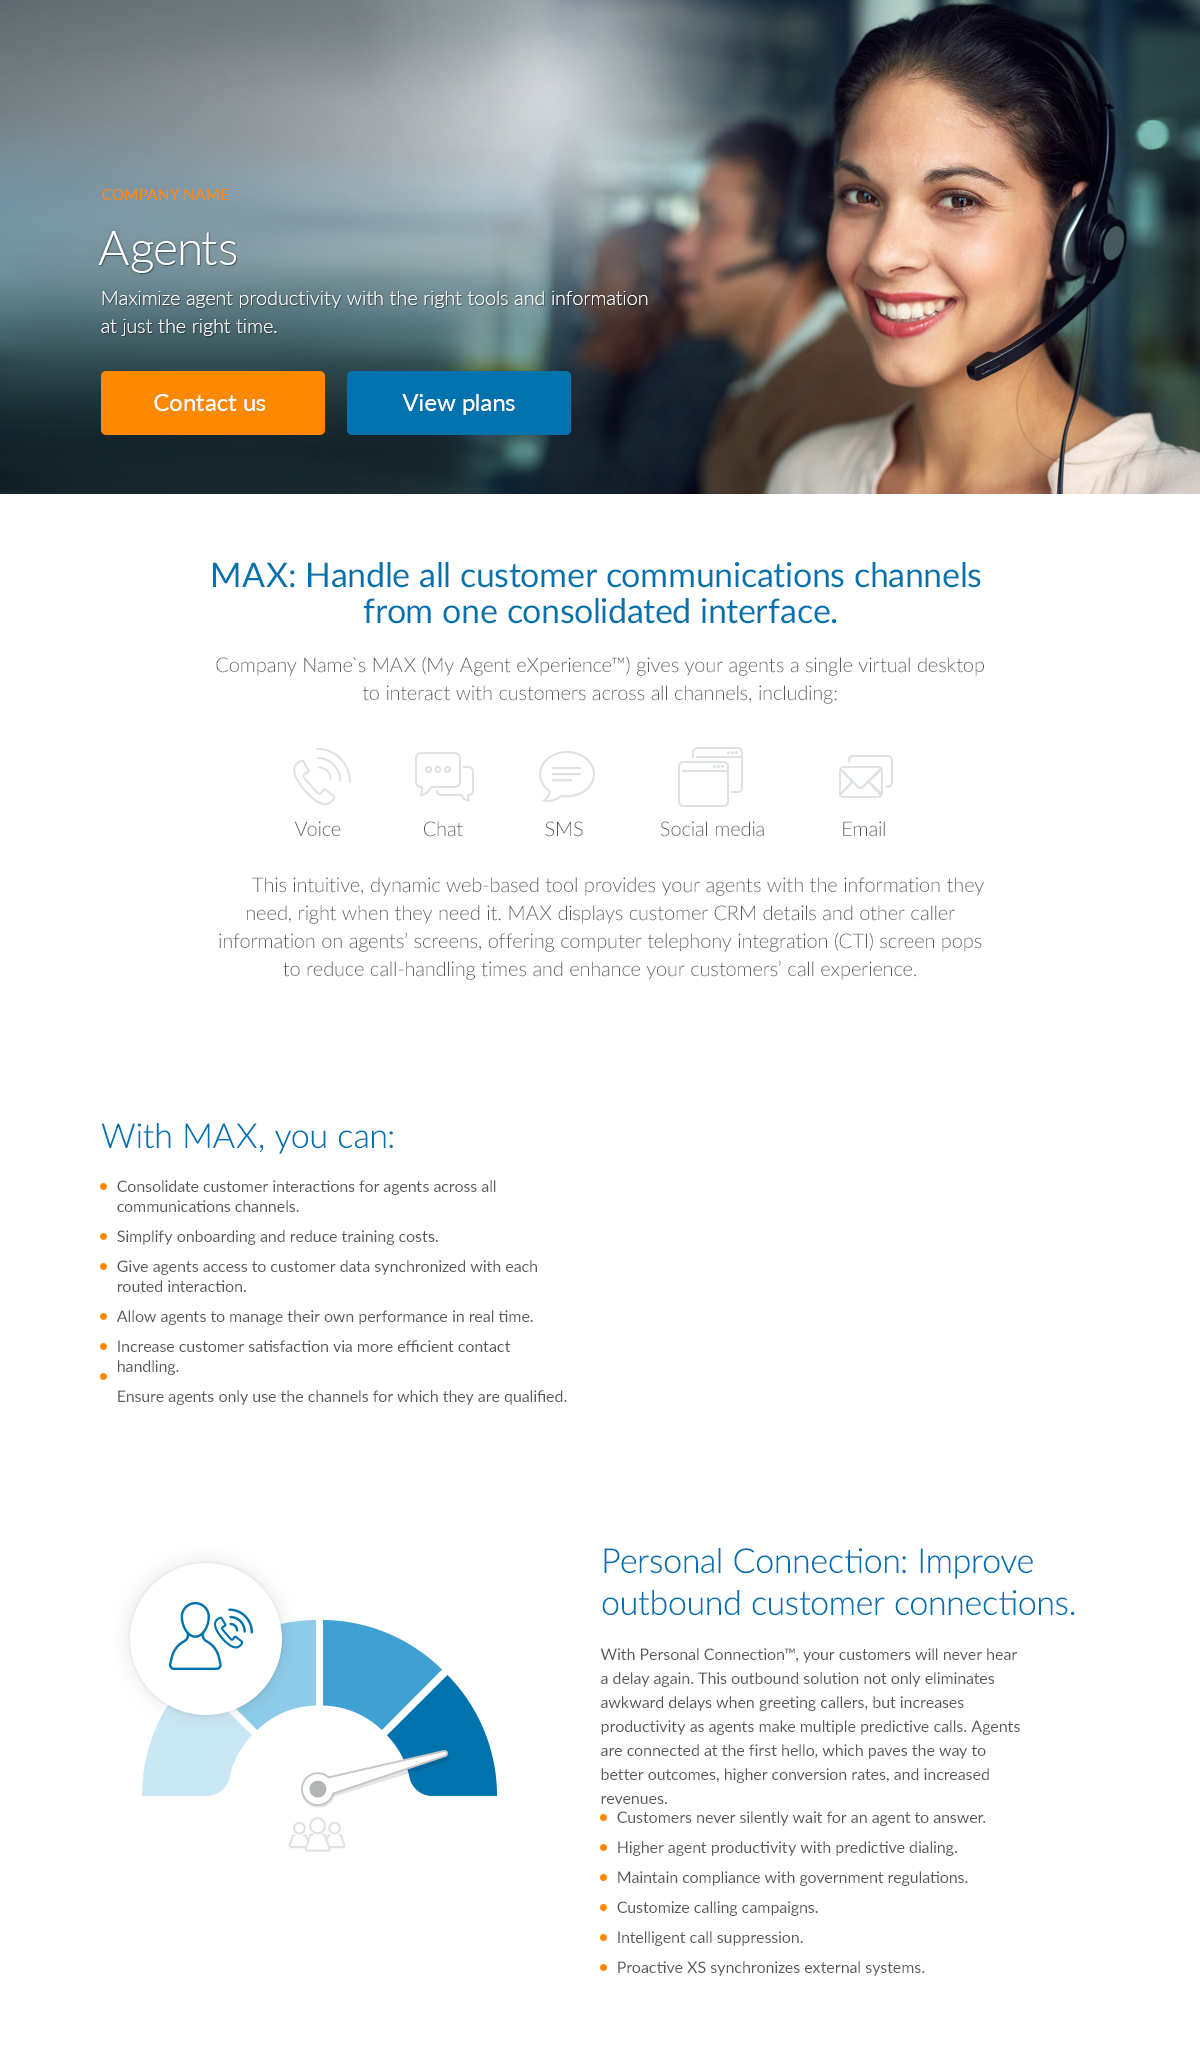 COMPANY NAME
Agents
Maximize agent productivity with the right tools and information
at just the right time.
Contact us
View plans
MAX: Handle all customer communications channels
from one consolidated interface.
Company Name`s MAX (My Agent eXperience™) gives your agents a single virtual desktop
to interact with customers across all channels, including:
Voice
Chat
SMS
Social media
Email
This intuitive, dynamic web-based tool provides your agents with the information they
need, right when they need it. MAX displays customer CRM details and other caller
information on agents’ screens, offering computer telephony integration (CTI) screen pops
to reduce call-handling times and enhance your customers’ call experience.
With MAX, you can:
Consolidate customer interactions for agents across all
communications channels.
Simplify onboarding and reduce training costs.
Give agents access to customer data synchronized with each
routed interaction.
Allow agents to manage their own performance in real time.
Increase customer satisfaction via more efficient contact
handling.
Ensure agents only use the channels for which they are qualified.
Personal Connection: Improve
outbound customer connections.
With Personal Connection™, your customers will never hear
a delay again. This outbound solution not only eliminates
awkward delays when greeting callers, but increases
productivity as agents make multiple predictive calls. Agents
are connected at the first hello, which paves the way to
better outcomes, higher conversion rates, and increased
revenues.
Customers never silently wait for an agent to answer.
Higher agent productivity with predictive dialing.
Maintain compliance with government regulations.
Customize calling campaigns.
Intelligent call suppression.
Proactive XS synchronizes external systems.